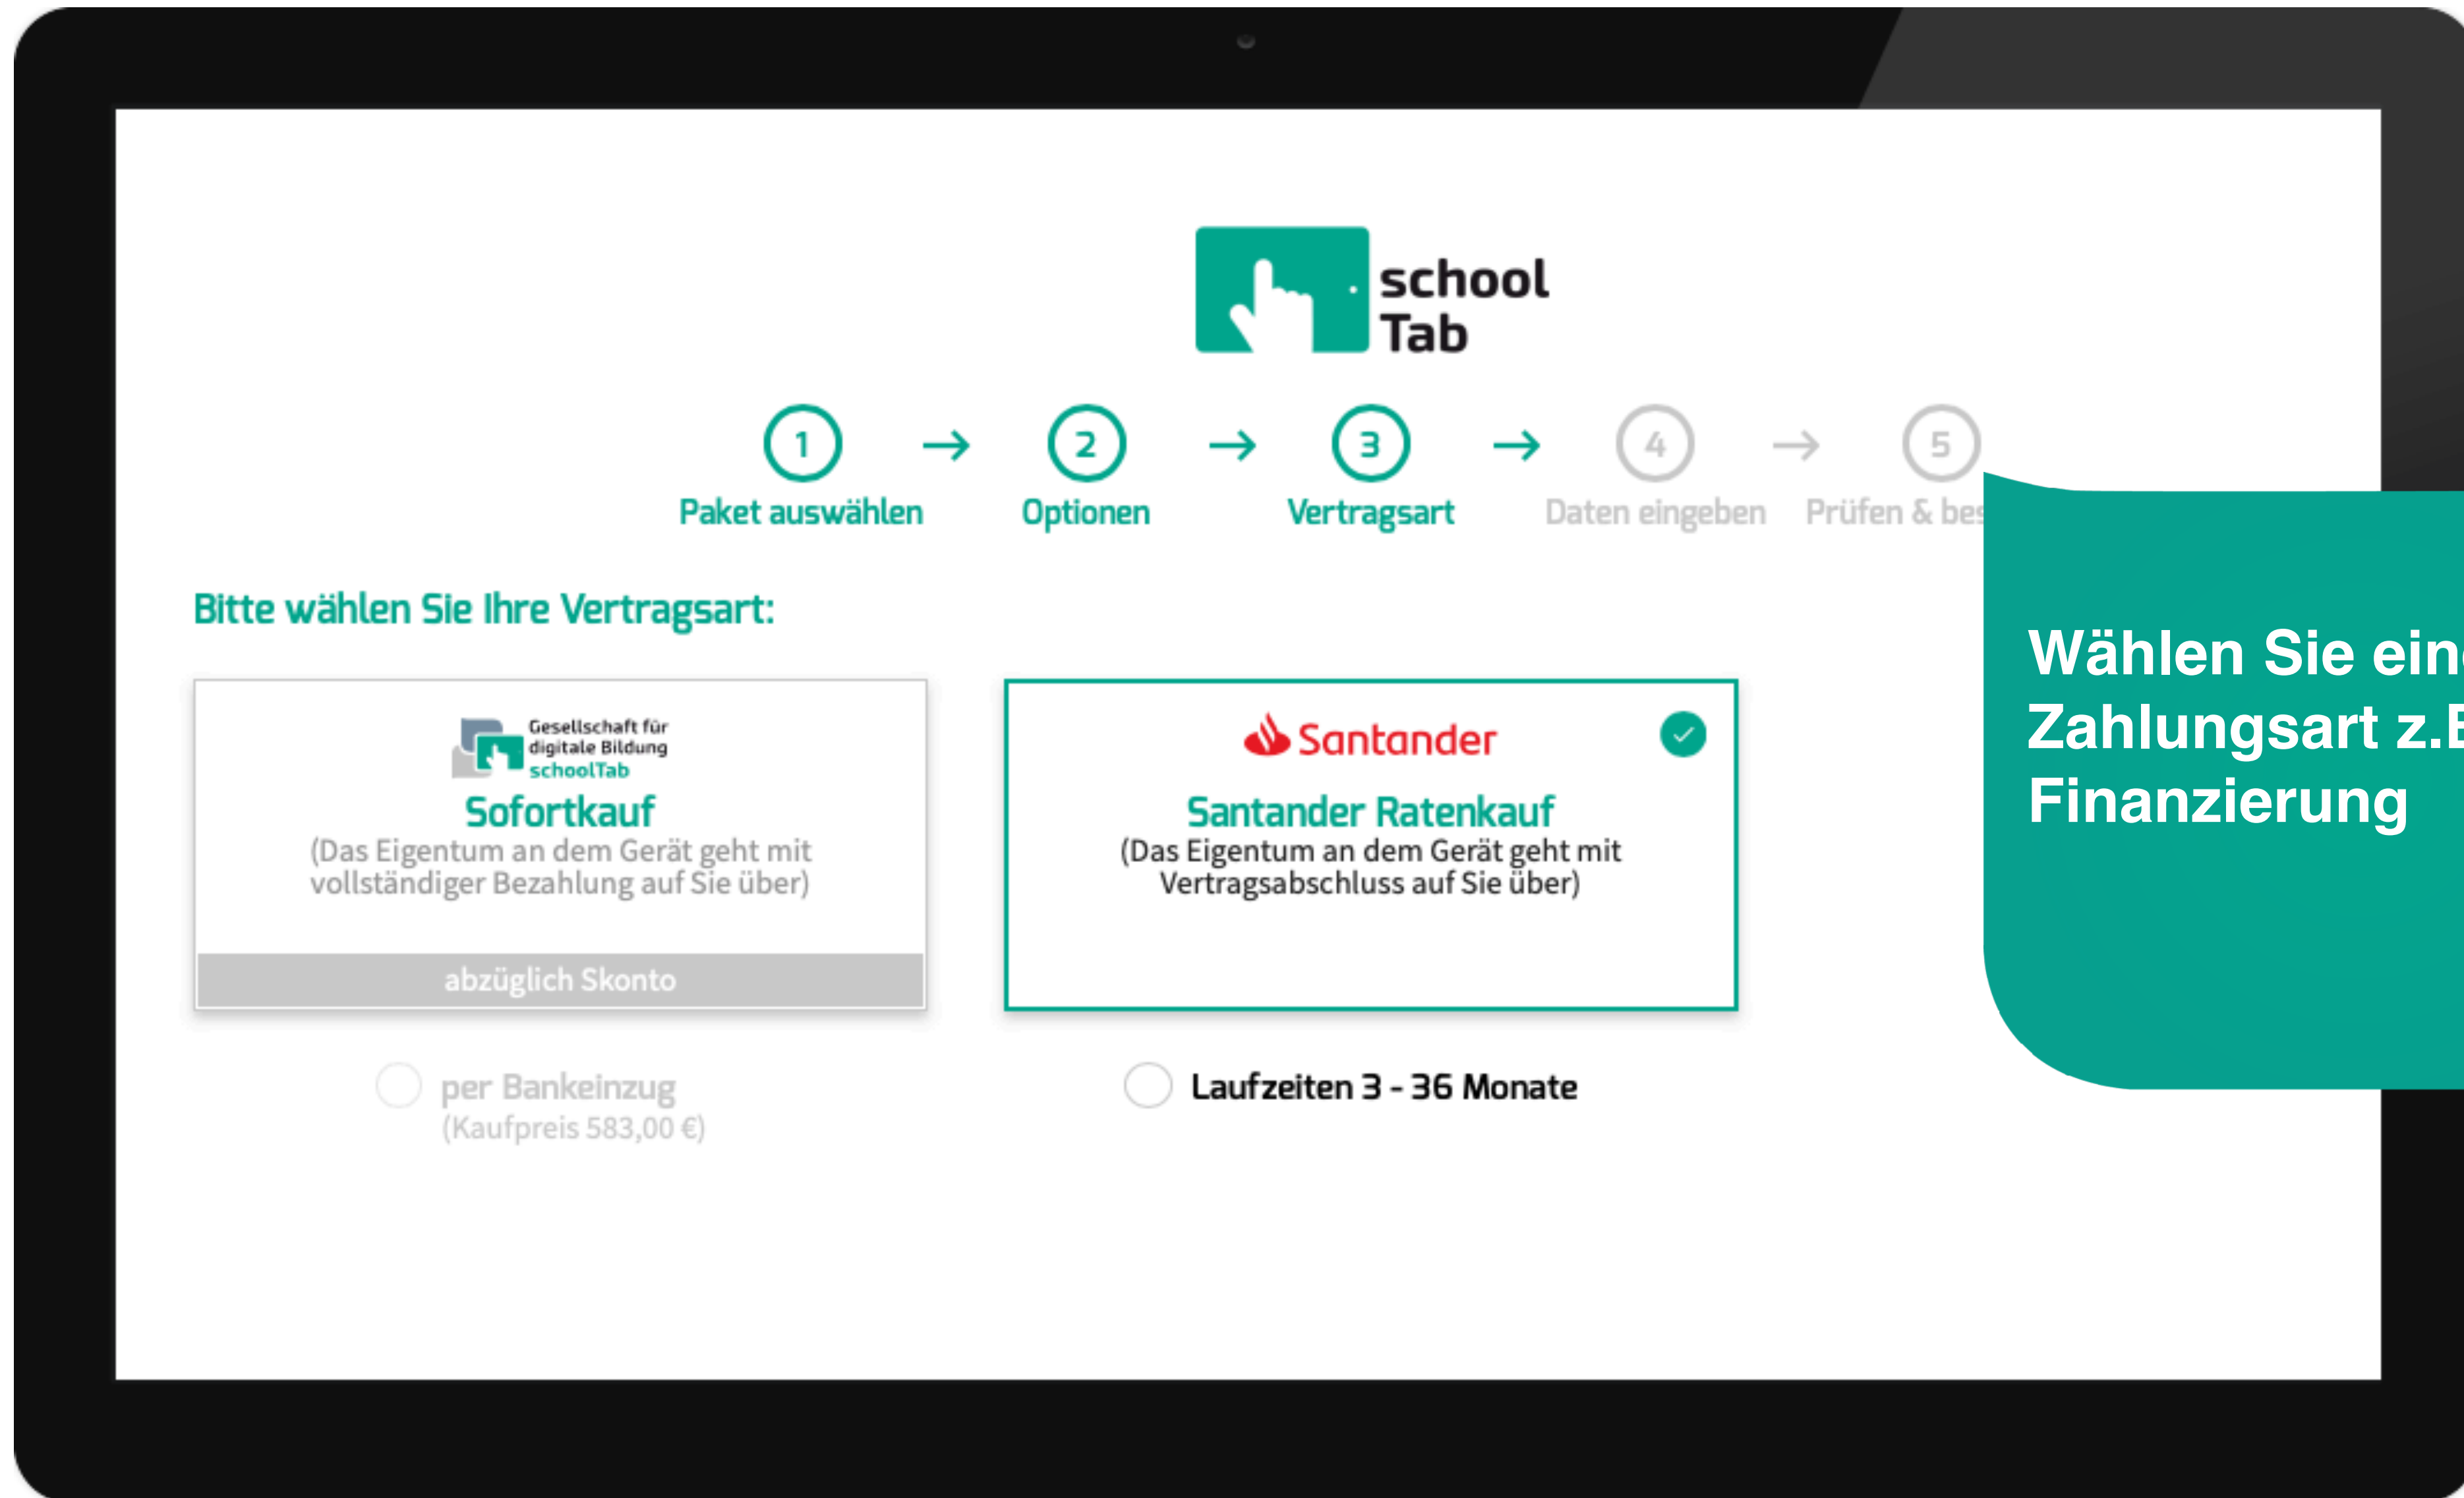 school
Tab
1 → 2 → 3 → 4 → 5
Paket auswählen Optionen Vertragsart Daten eingeben Prüfen &
Bitte wählen Sie Ihre Vertragsart:
Gesellschaft für
digitale Bildung
schoolTab
Sofortkauf
(Das Eigentum an dem Gerät geht mit
vollständiger Bezahlung auf Sie über)
abzüglich Skonto
per Bankeinzug
(Kaufpreis 583,00 €)
Santander
Santander Ratenkauf
(Das Eigentum an dem Gerät geht mit
Vertragsabschluss auf Sie über)
Laufzeiten 3 - 36 Monate
Wählen Sie
Zahlungsart
Finanzierung